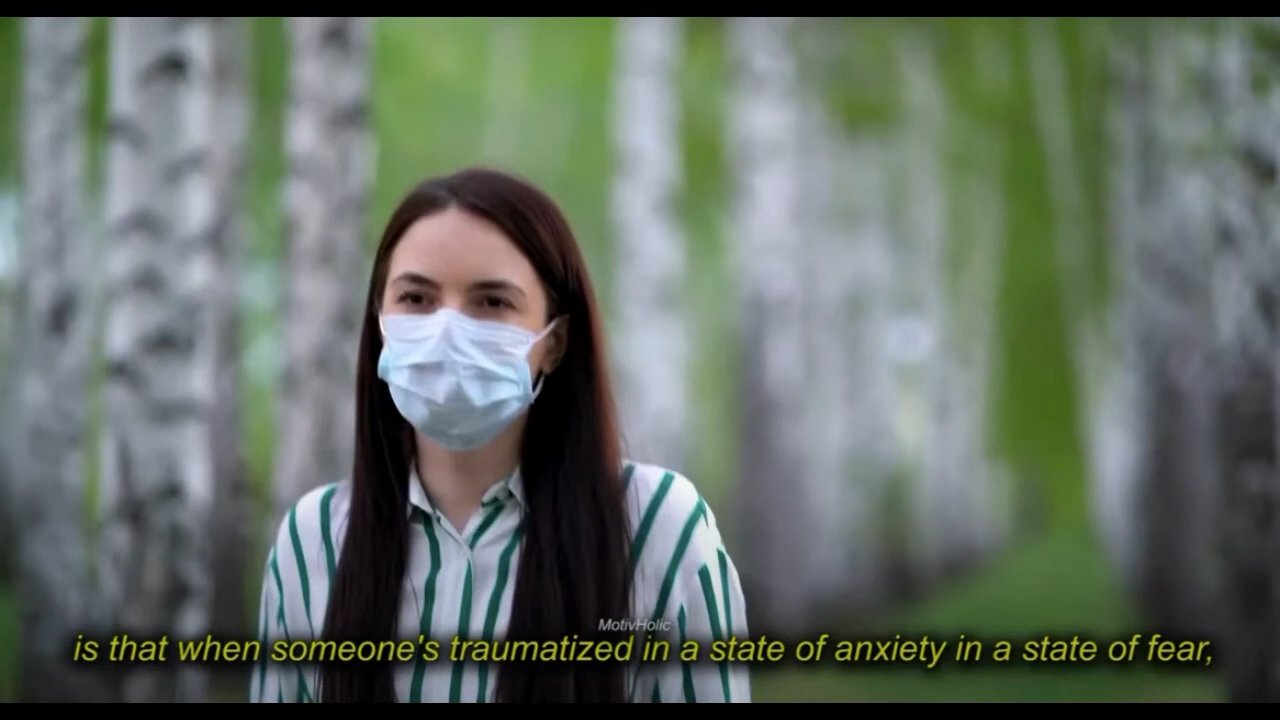 MotivHolic
is that when someone's traumatized in a state of anxiety in a state of fear,